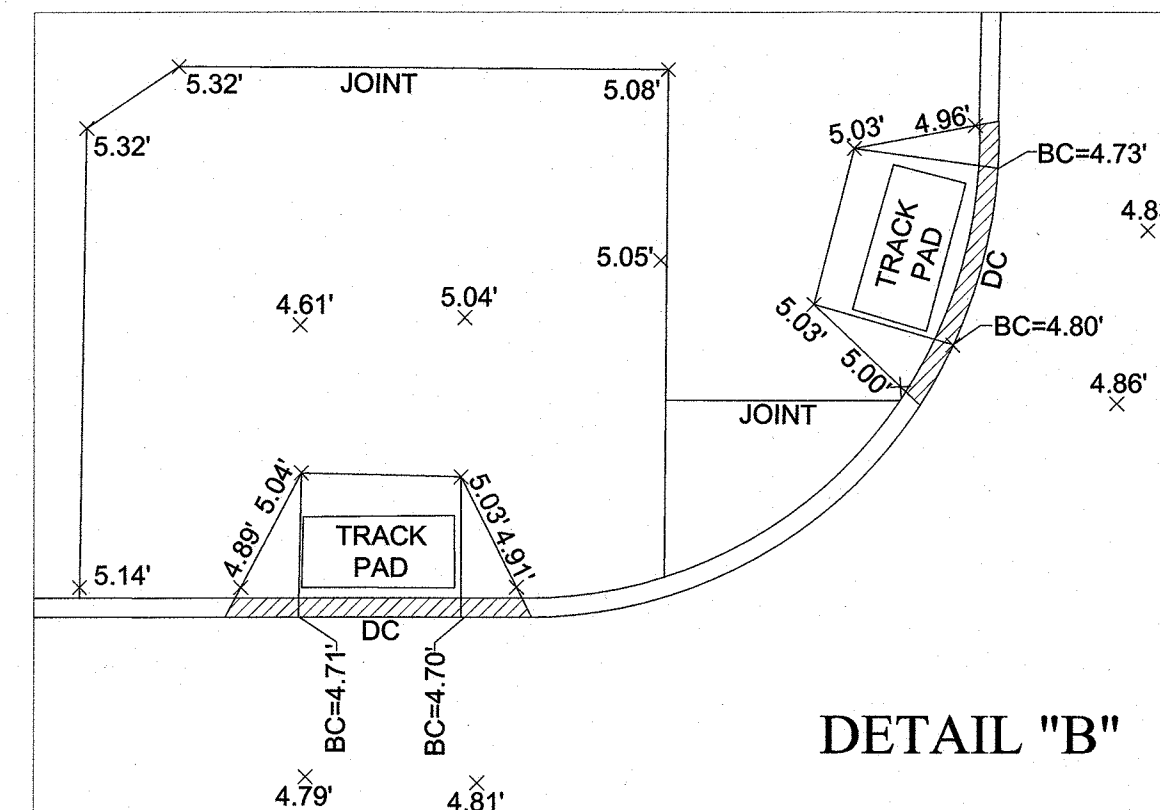 5.32'
JOINT
5.08'
5.32'
5.03'
4.96'
BC=4.73'
TRACK
PAD
DC
5.05'
4.61'
5.04'
5.03'
BC=4.80'
5.00'
4.86'
JOINT
5.04'
4.89'
5.03'
4.91'
TRACK
PAD
5.14'
DC
BC=4.71'
BC=4.70'
DETAIL "B"
4.79'
4.81'